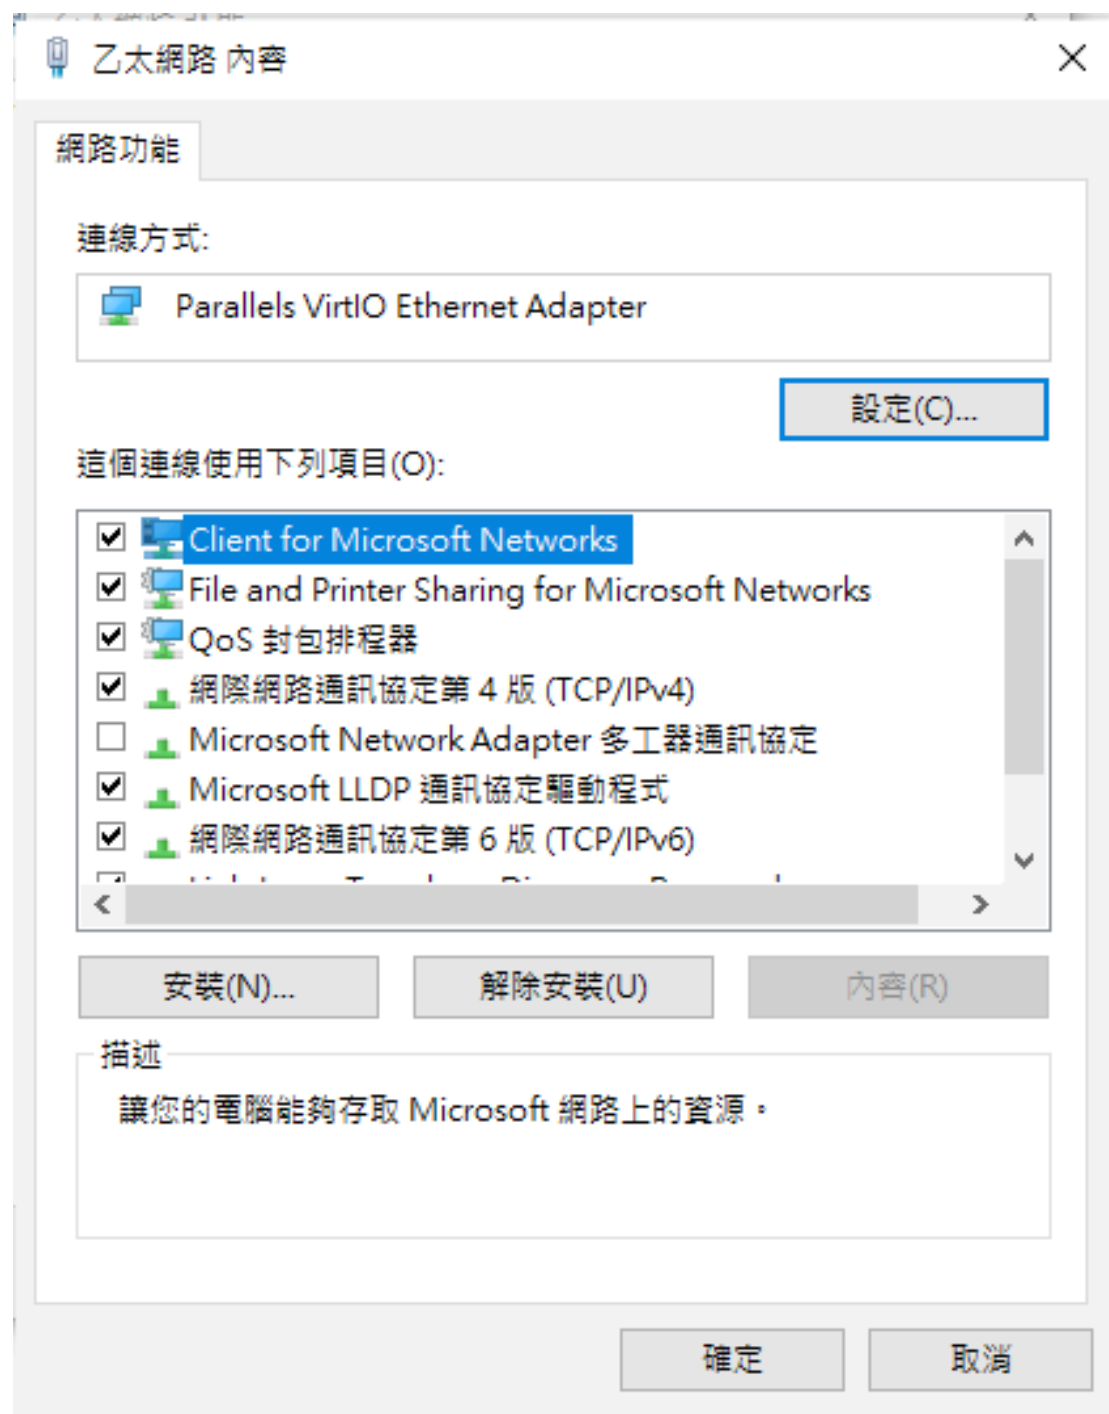 乙太網路 內容
網路功能
連線方式:
Parallels VirtIO Ethernet Adapter
設定(C)...
這個連線使用下列項目(O):
Client for Microsoft Networks
File and Printer Sharing for Microsoft Networks
QoS 封包排程器
網際網路通訊協定第 4 版 (TCP/IPv4)
Microsoft Network Adapter 多工器通訊協定
Microsoft LLDP 通訊協定驅動程式
網際網路通訊協定第 6 版 (TCP/IPv6)
安裝(N)...
解除安裝(U)
內容(R)
描述
讓您的電腦能夠存取 Microsoft 網路上的資源。
確定
取消